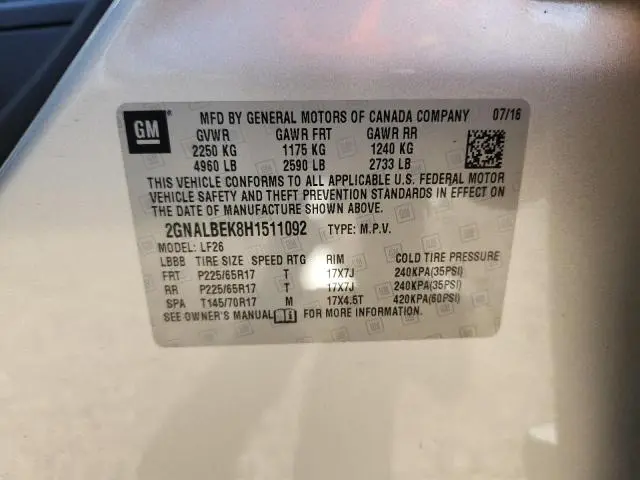 GM
MFD BY GENERAL MOTORS OF CANADA COMPANY 07/16
GVWR GAWR FRT GAWR RR
2250 KG 1175 KG 1240 KG
4960 LB 2590 LB 2733 LB
THIS VEHICLE CONFORMS TO ALL APPLICABLE U.S. FEDERAL MOTOR
VEHICLE SAFETY AND THEFT PREVENTION STANDARDS IN EFFECT ON
THE DATE OF MANUFACTURE SHOWN ABOVE.
2GNALBEK8H1511092 TYPE: M.P.V.
MODEL: LF26
LBBB TIRE SIZE SPEED RTG RIM COLD TIRE PRESSURE
FRT P225/65R17 T 17X7J 240KPA(35PSI)
RR P225/65R17 T 17X7J 240KPA(35PSI)
SPA T145/70R17 M 17X4.5T 420KPA(60PSI)
SEE OWNER'S MANUAL FOR MORE INFORMATION.